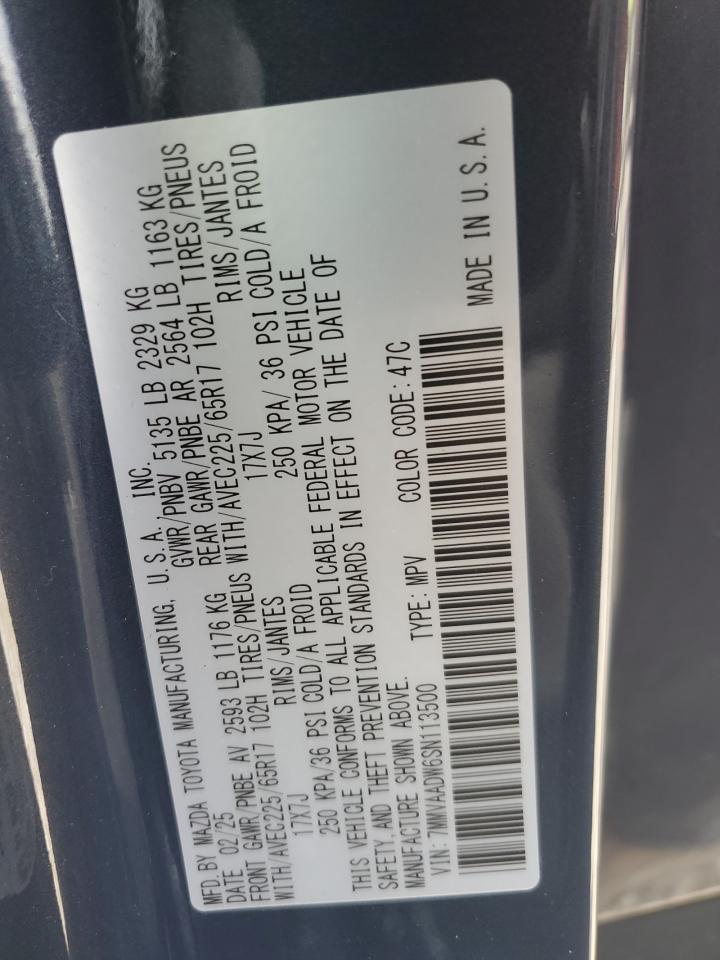 MFD. BY MAZDA TOYOTA MANUFACTURING, U.S.A. INC.
DATE 02/25 GVWR/PNBV 5135 LB 2329 KG
FRONT GAWR/PNBE AV 2593 LB 1176 KG REAR GAWR/PNBE AR 2564 LB 1163 KG
WITH/AVEC225/65R17 102H TIRES/PNEUS WITH/AVEC225/65R17 102H TIRES/PNEUS
17X7J RIMS/JANTES 17X7J RIMS/JANTES
250 KPA/36 PSI COLD/A FROID 250 KPA/ 36 PSI COLD/A FROID
THIS VEHICLE CONFORMS TO ALL APPLICABLE FEDERAL MOTOR VEHICLE
SAFETY, AND THEFT PREVENTION STANDARDS IN EFFECT ON THE DATE OF
MANUFACTURE SHOWN ABOVE. TYPE: MPV COLOR CODE: 47C
VIN: 7MMVAADW6SN113500
MADE IN U.S.A.